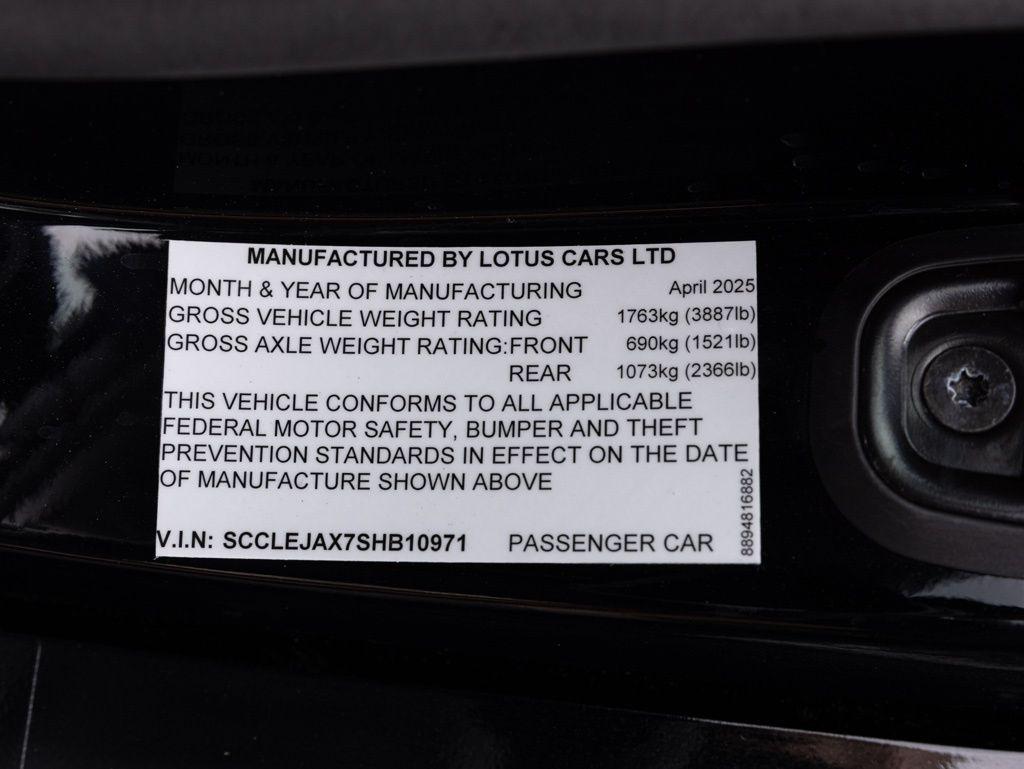 MANUFACTURED BY LOTUS CARS LTD
MONTH & YEAR OF MANUFACTURING April 2025
GROSS VEHICLE WEIGHT RATING 1763kg (3887lb)
GROSS AXLE WEIGHT RATING: FRONT 690kg (1521lb)
REAR 1073kg (2366lb)
THIS VEHICLE CONFORMS TO ALL APPLICABLE
FEDERAL MOTOR SAFETY, BUMPER AND THEFT
PREVENTION STANDARDS IN EFFECT ON THE DATE
OF MANUFACTURE SHOWN ABOVE
V.I.N: SCCLEJAX7SHB10971 PASSENGER CAR
8894816882